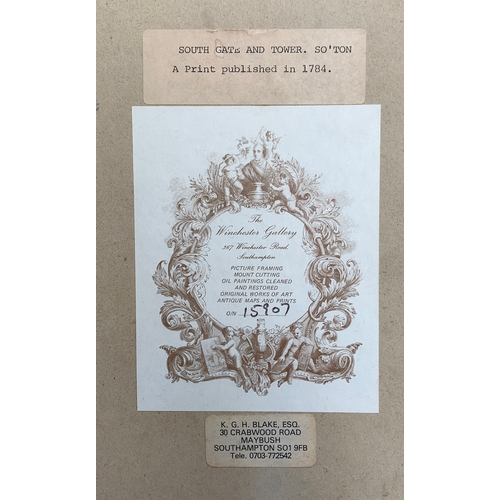 SOUTH GATE AND TOWER. SO'TON
A Print published in 1784.
The
Winchester Gallery
267 Winchester Road
Southampton
PICTURE FRAMING
MOUNT CUTTING
OIL PAINTINGS CLEANED
AND RESTORED
ORIGINAL WORKS OF ART
ANTIQUE MAPS AND PRINTS
O/N 15907
K. G. H. BLAKE, ESQ.
30 CRABWOOD ROAD
MAYBUSH
SOUTHAMPTON SO1 9FB
Tele. 0703-772542